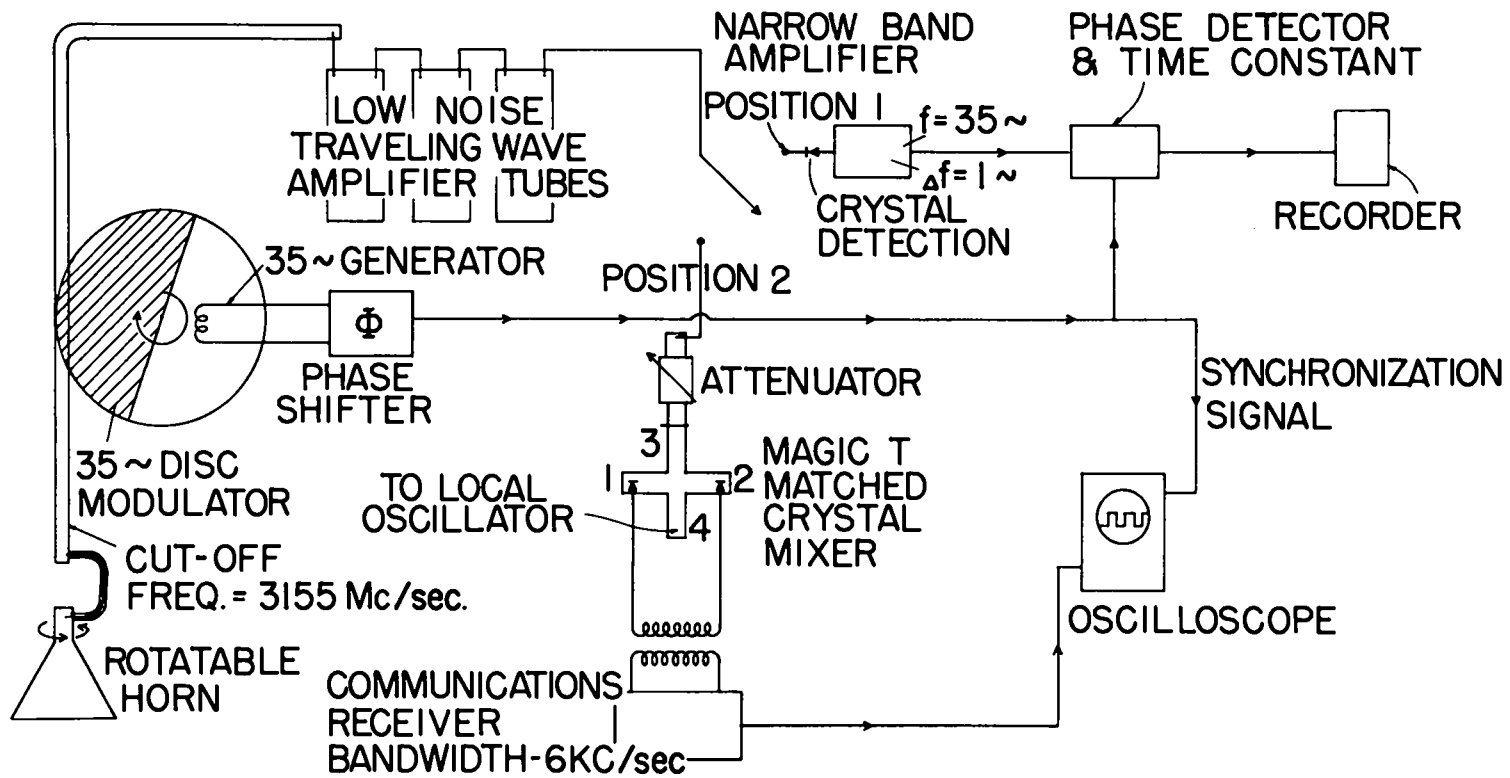 NARROW BAND
AMPLIFIER
PHASE DETECTOR
& TIME CONSTANT
POSITION 1
f=35~
Δf=1~
LOW NOISE
TRAVELING WAVE
AMPLIFIER TUBES
CRYSTAL
DETECTION
RECORDER
35~GENERATOR
POSITION 2
Φ
PHASE
SHIFTER
ATTENUATOR
SYNCHRONIZATION
SIGNAL
35~DISC
MODULATOR
3
1
2
4
TO LOCAL
OSCILLATOR
MAGIC T
MATCHED
CRYSTAL
MIXER
CUT-OFF
FREQ.= 3155 Mc/sec.
OSCILLOSCOPE
ROTATABLE
HORN
COMMUNICATIONS
RECEIVER
BANDWIDTH-6KC/sec